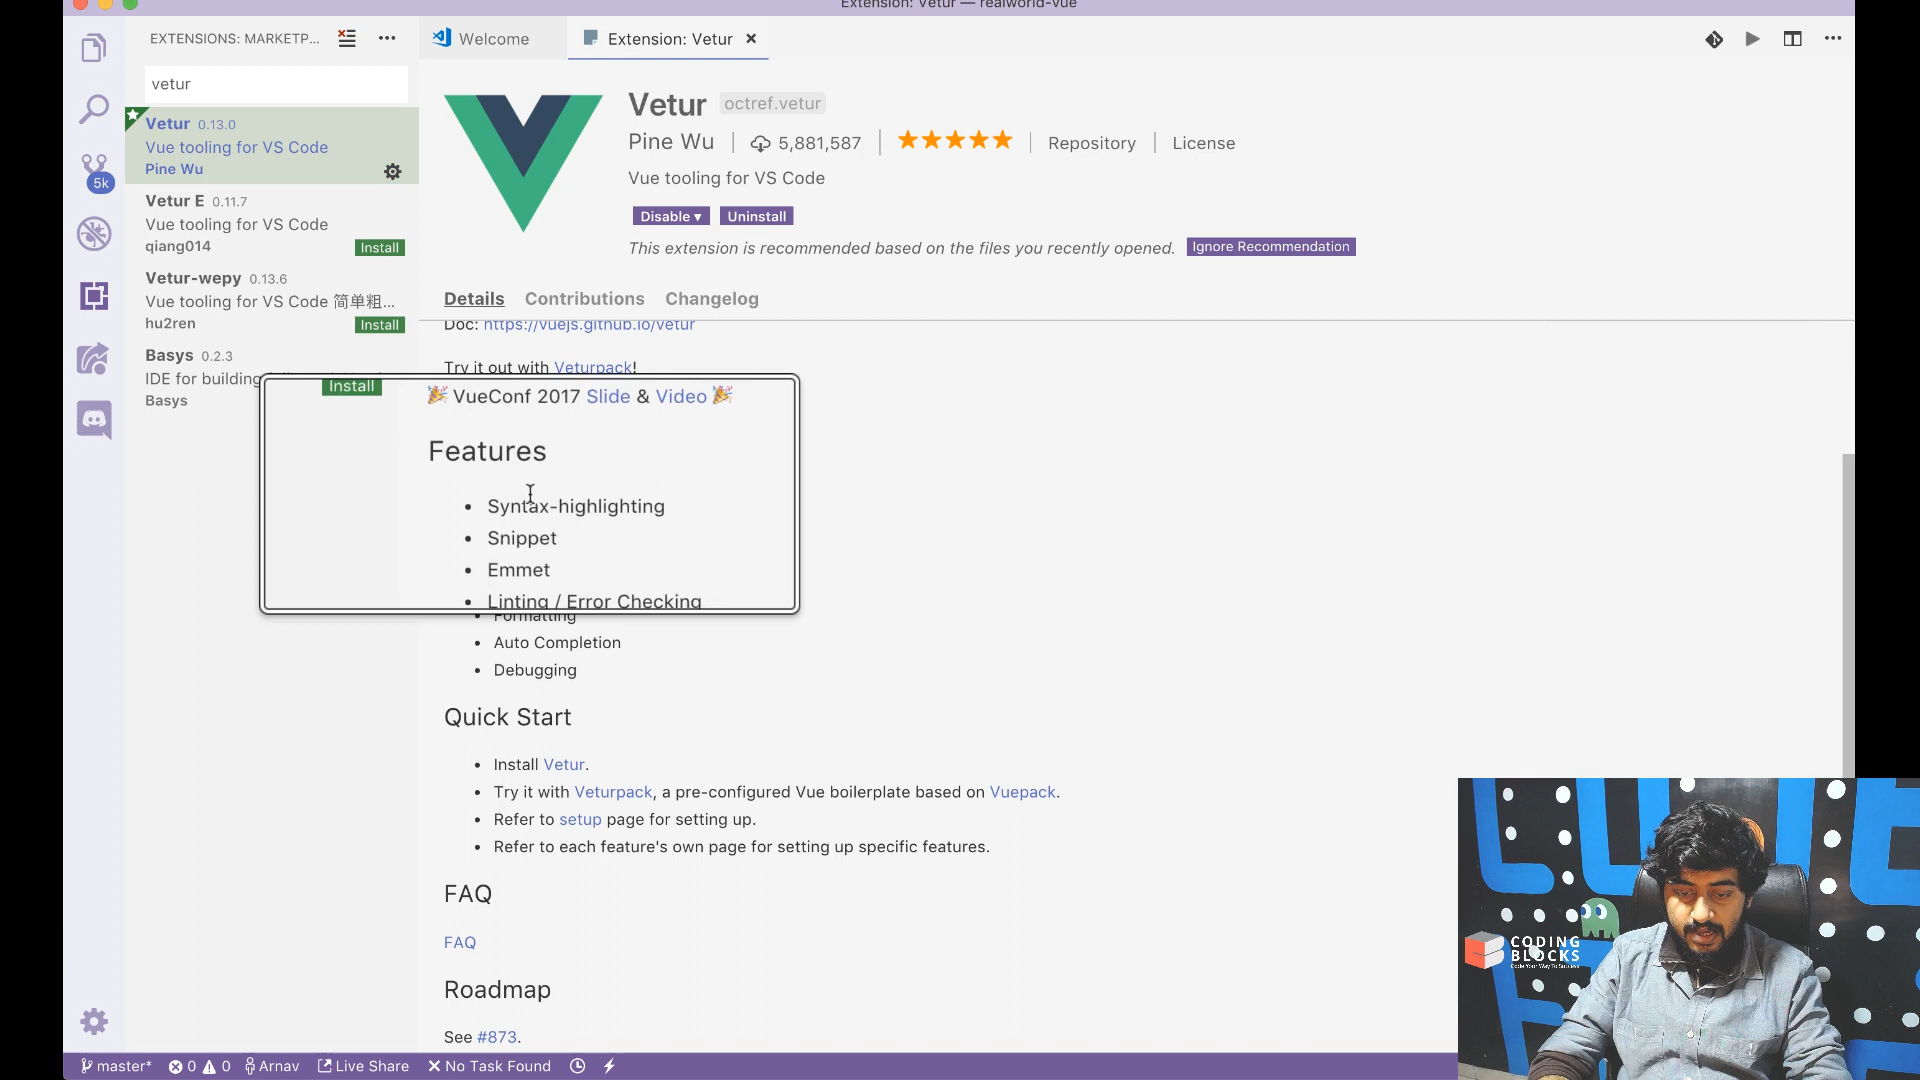 Extension: Vetur — realworld-vue
EXTENSIONS: MARKETP...
Welcome
Extension: Vetur
vetur
Vetur 0.13.0
Vue tooling for VS Code
Pine Wu
5k
Vetur E 0.11.7
Vue tooling for VS Code
qiang014
Install
Vetur-wepy 0.13.6
Vue tooling for VS Code 简单粗...
hu2ren
Install
Basys 0.2.3
IDE for building
Basys
Install
Vetur octref.vetur
Pine Wu | 5,881,587 | Repository | License
Vue tooling for VS Code
Disable ▾ Uninstall
This extension is recommended based on the files you recently opened. Ignore Recommendation
Details Contributions Changelog
Doc: https://vuejs.github.io/vetur
Try it out with Veturpack!
🎉 VueConf 2017 Slide & Video 🎉
Features
• Syntax-highlighting
• Snippet
• Emmet
• Linting / Error Checking
• Formatting
• Auto Completion
• Debugging
Quick Start
• Install Vetur.
• Try it with Veturpack, a pre-configured Vue boilerplate based on Vuepack.
• Refer to setup page for setting up.
• Refer to each feature's own page for setting up specific features.
FAQ
FAQ
Roadmap
See #873.
master* 0 0 Arnav Live Share No Task Found
CODING
BLOCKS
Code Your Way To Success